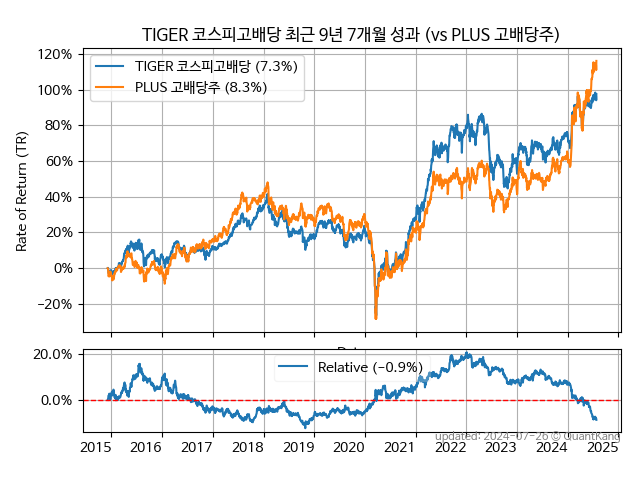 TIGER 코스피고배당 최근 9년 7개월 성과 (vs PLUS 고배당주)
120%
100%
80%
60%
40%
20%
0%
−20%
Rate of Return (TR)
TIGER 코스피고배당 (7.3%)
PLUS 고배당주 (8.3%)
20.0%
0.0%
Relative (−0.9%)
2015 2016 2017 2018 2019 2020 2021 2022 2023 2024 2025
updated: 2024-07-26 © QuantKang